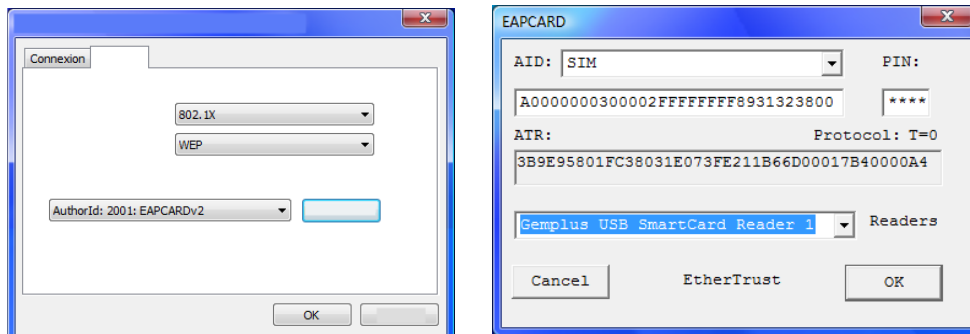 Connexion
802.1X
WEP
AuthorId: 2001: EAPCARDv2
OK
EAPCARD
AID: SIM PIN:
A0000000300002FFFFFFFF8931323800 ****
ATR: Protocol: T=0
3B9E95801FC38031E073FE211B66D00017B40000A4
Gemplus USB SmartCard Reader 1 Readers
Cancel EtherTrust OK